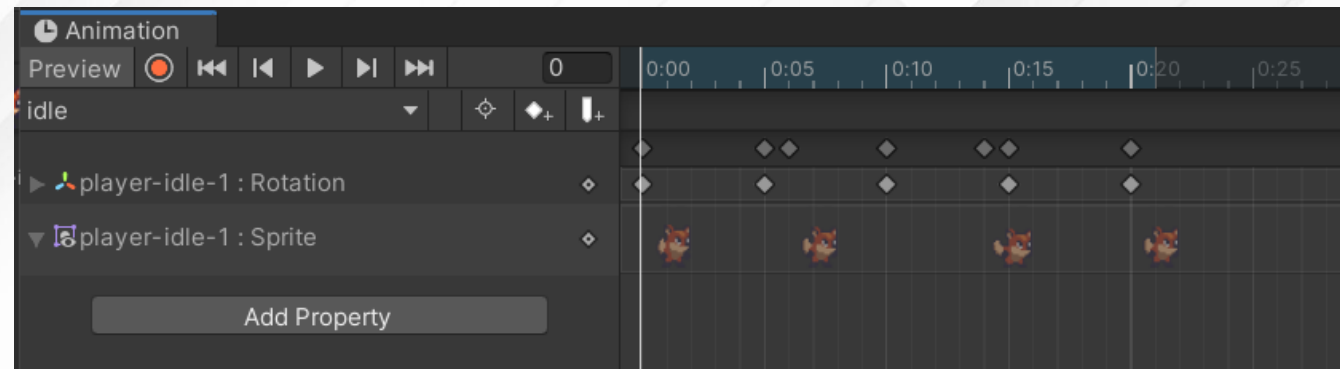 Animation
Preview 0 0:00 0:05 0:10 0:15 0:20 0:25
idle
player-idle-1 : Rotation
player-idle-1 : Sprite
Add Property